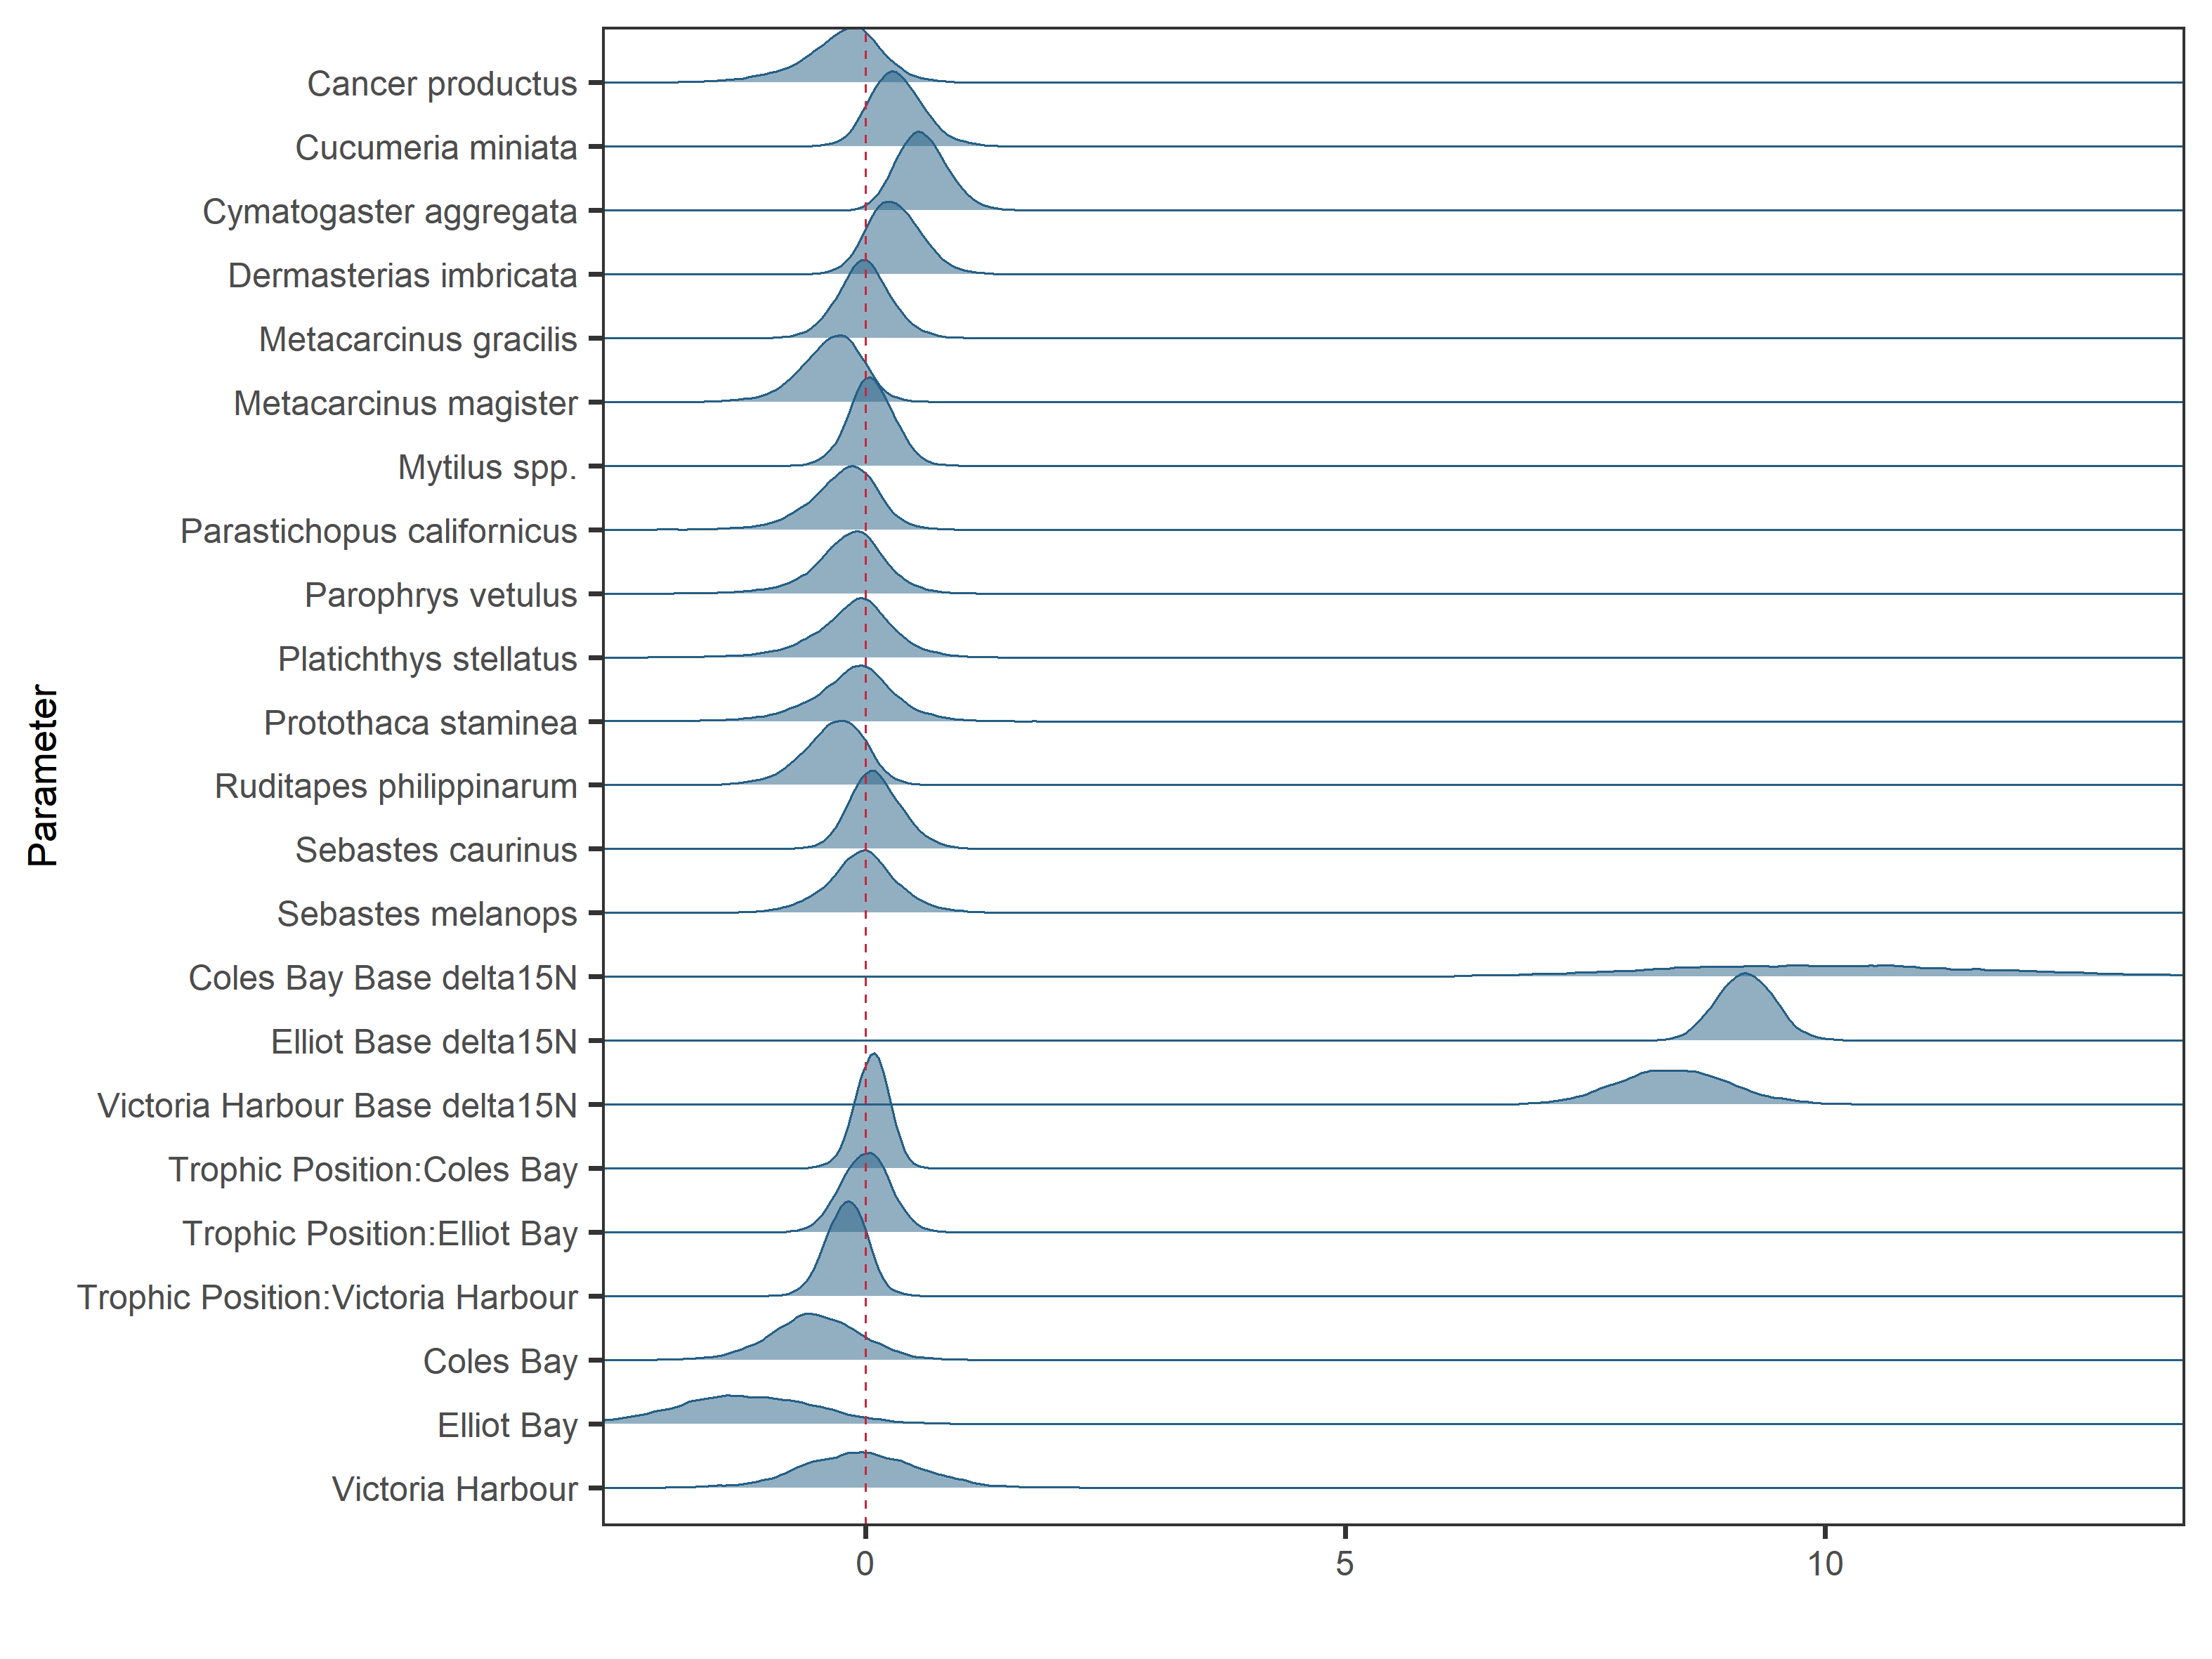 Cancer productus
Cucumeria miniata
Cymatogaster aggregata
Dermasterias imbricata
Metacarcinus gracilis
Metacarcinus magister
Mytilus spp.
Parastichopus californicus
Parophrys vetulus
Platichthys stellatus
Protothaca staminea
Ruditapes philippinarum
Sebastes caurinus
Sebastes melanops
Coles Bay Base delta15N
Elliot Base delta15N
Victoria Harbour Base delta15N
Trophic Position:Coles Bay
Trophic Position:Elliot Bay
Trophic Position:Victoria Harbour
Coles Bay
Elliot Bay
Victoria Harbour
Parameter
0 5 10